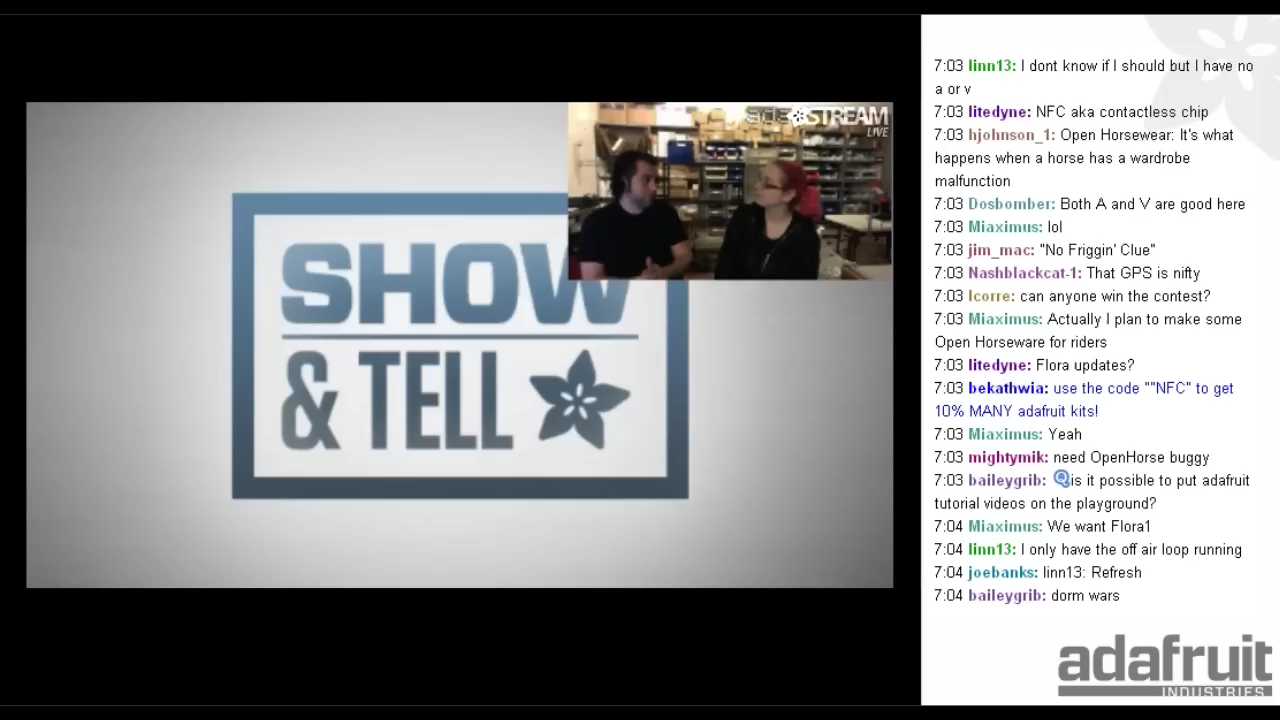 STREAM
LIVE
SHOW
& TELL
7:03 linn13: I dont know if I should but I have no
a or v
7:03 litedyne: NFC aka contactless chip
7:03 hjohnson_1: Open Horsewear: It's what
happens when a horse has a wardrobe
malfunction
7:03 Dosbomber: Both A and V are good here
7:03 Miaximus: lol
7:03 jim_mac: "No Friggin' Clue"
7:03 Nashblackcat-1: That GPS is nifty
7:03 lcorre: can anyone win the contest?
7:03 Miaximus: Actually I plan to make some
Open Horseware for riders
7:03 litedyne: Flora updates?
7:03 bekathwia: use the code ""NFC" to get
10% MANY adafruit kits!
7:03 Miaximus: Yeah
7:03 mightymik: need OpenHorse buggy
7:03 baileygrib: Q is it possible to put adafruit
tutorial videos on the playground?
7:04 Miaximus: We want Flora1
7:04 linn13: I only have the off air loop running
7:04 joebanks: linn13: Refresh
7:04 baileygrib: dorm wars
adafruit
INDUSTRIES